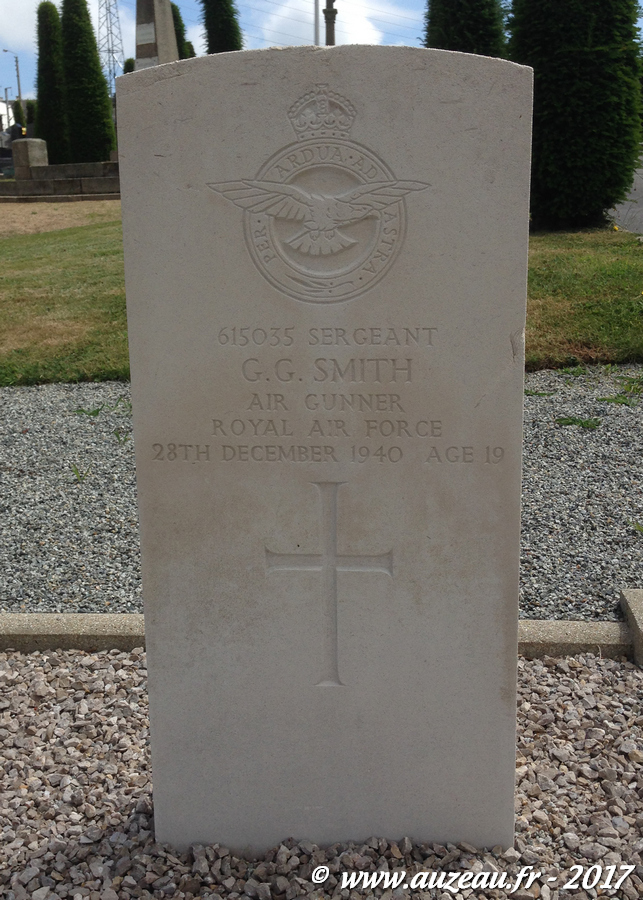 PER · ARDUA · AD · ASTRA
615035 SERGEANT
G.G. SMITH
AIR GUNNER
ROYAL AIR FORCE
28TH DECEMBER 1940 AGE 19
© www.auzeau.fr - 2017